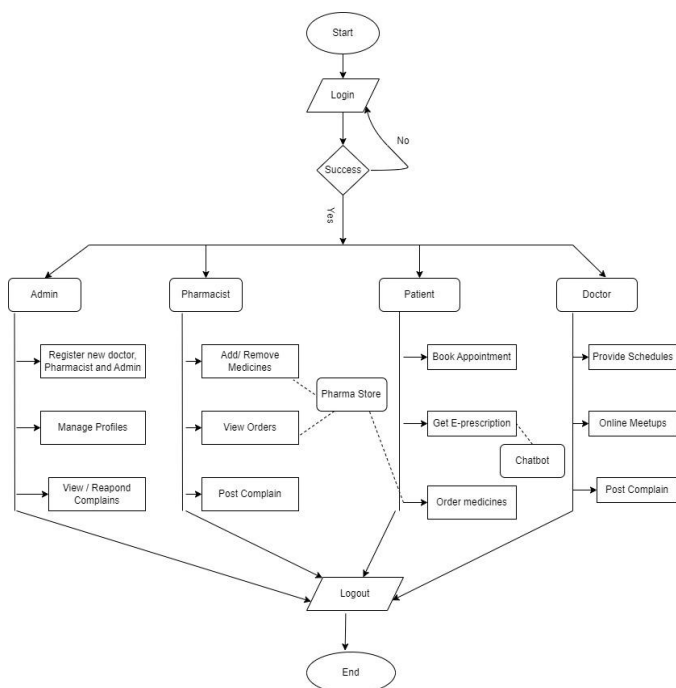 Start
Login
No
Success
Yes
Admin
Pharmacist
Patient
Doctor
Register new doctor,
Pharmacist and Admin
Add/ Remove
Medicines
Book Appointment
Provide Schedules
Pharma Store
Manage Profiles
View Orders
Get E-prescription
Online Meetups
Chatbot
View / Reapond
Complains
Post Complain
Order medicines
Post Complain
Logout
End